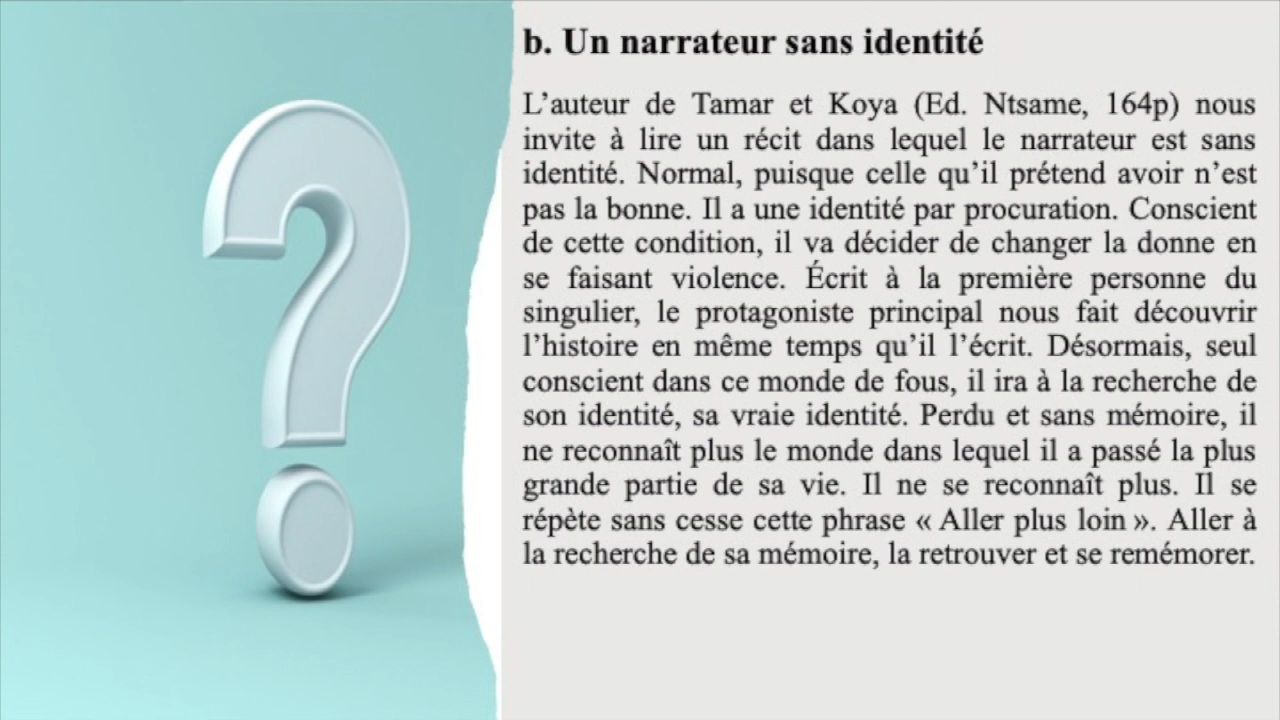 b. Un narrateur sans identité
L’auteur de Tamar et Koya (Ed. Ntsame, 164p) nous
invite à lire un récit dans lequel le narrateur est sans
identité. Normal, puisque celle qu’il prétend avoir n’est
pas la bonne. Il a une identité par procuration. Conscient
de cette condition, il va décider de changer la donne en
se faisant violence. Écrit à la première personne du
singulier, le protagoniste principal nous fait découvrir
l’histoire en même temps qu’il l’écrit. Désormais, seul
conscient dans ce monde de fous, il ira à la recherche de
son identité, sa vraie identité. Perdu et sans mémoire, il
ne reconnaît plus le monde dans lequel il a passé la plus
grande partie de sa vie. Il ne se reconnaît plus. Il se
répète sans cesse cette phrase « Aller plus loin ». Aller à
la recherche de sa mémoire, la retrouver et se remémorer.